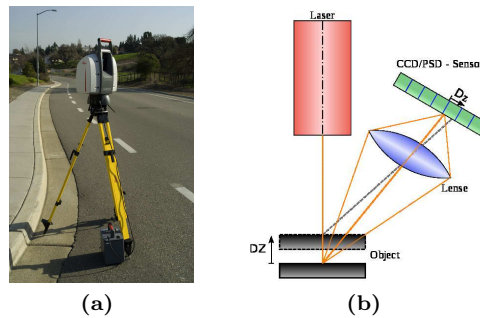 Laser
CCD/PSD - Senso
Dz
Lense
DZ
Object
(a)
(b)